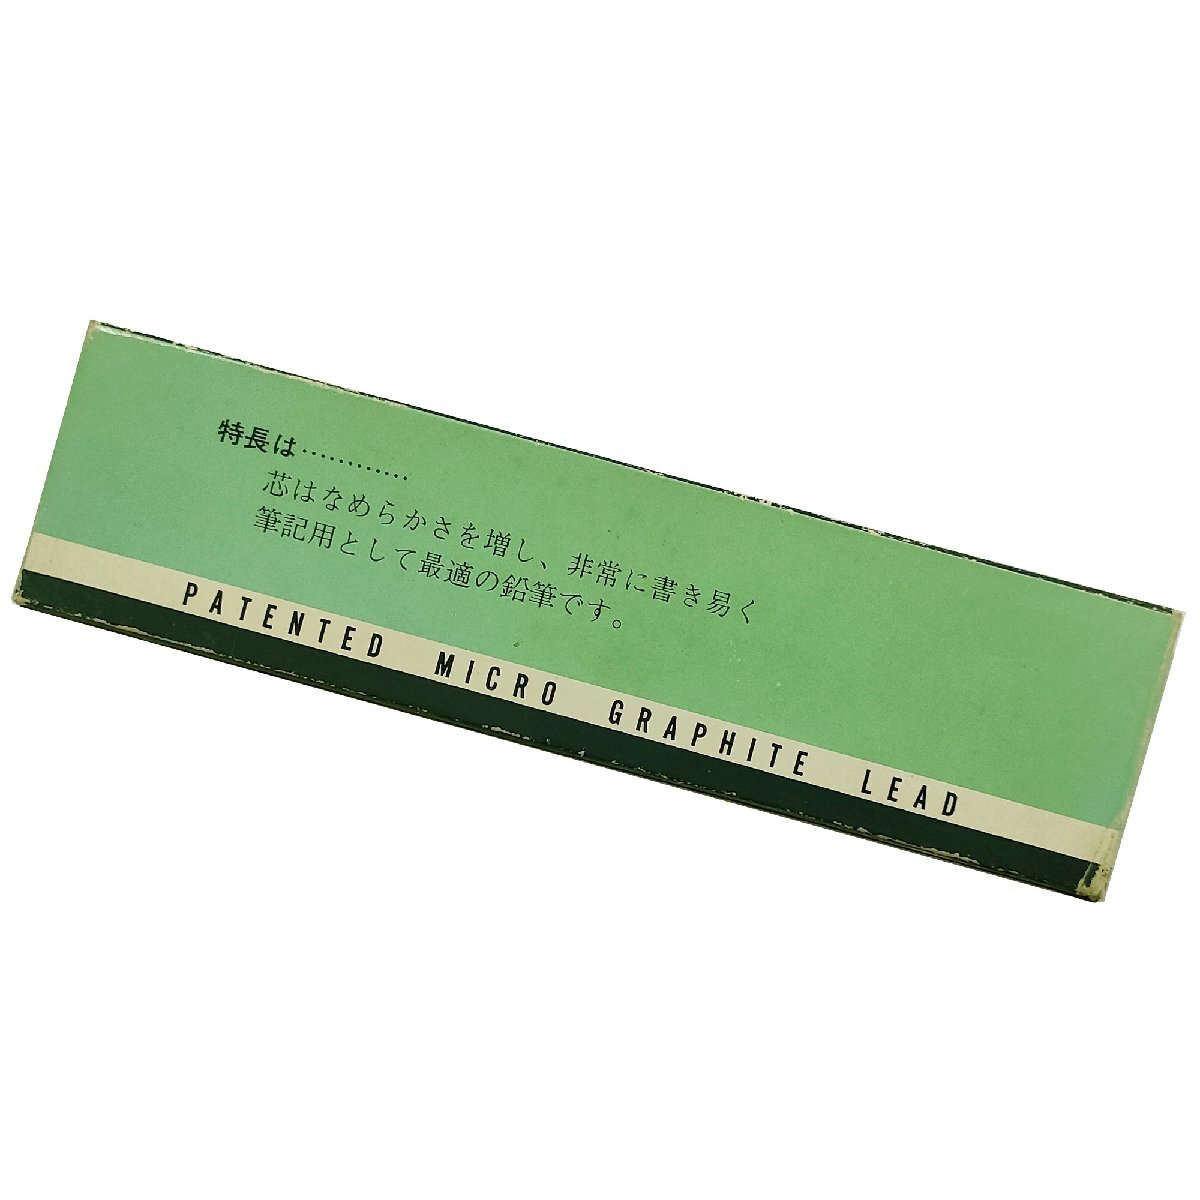 特長は…………
芯はなめらかさを増し、非常に書き易く
筆記用として最適の鉛筆です。
PATENTED MICRO GRAPHITE LEAD